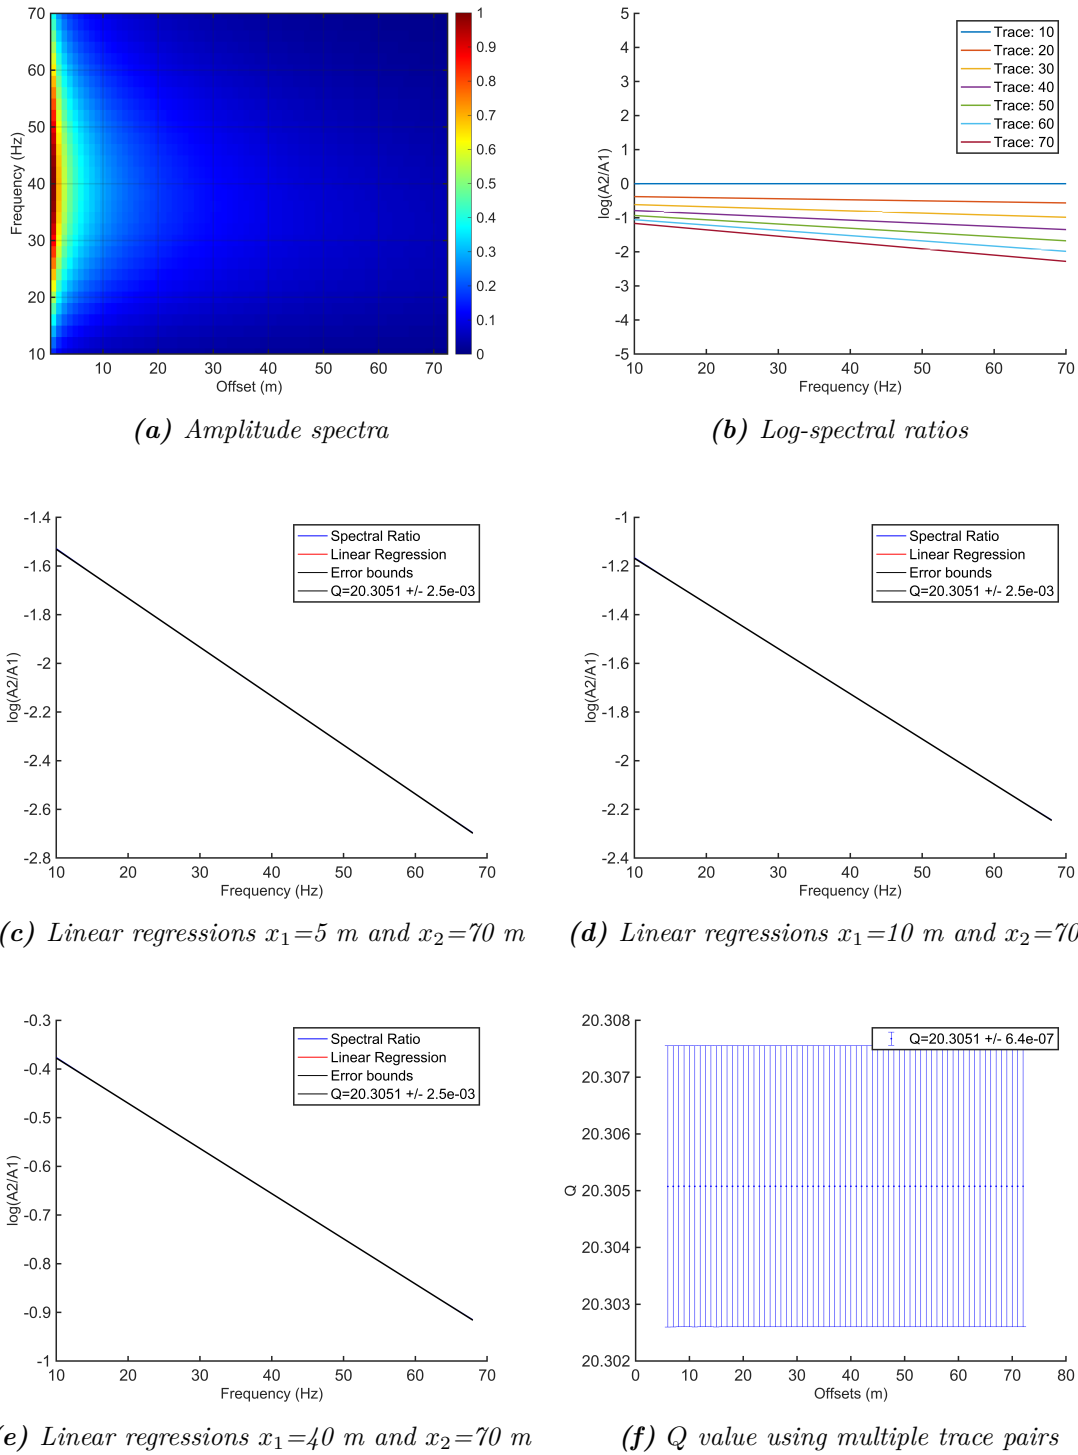 70
60
50
40
30
20
10
Frequency (Hz)
10 20 30 40 50 60 70
Offset (m)
1
0.9
0.8
0.7
0.6
0.5
0.4
0.3
0.2
0.1
0
(a) Amplitude spectra
5
4
3
2
1
0
-1
-2
-3
-4
-5
log(A2/A1)
Trace: 10
Trace: 20
Trace: 30
Trace: 40
Trace: 50
Trace: 60
Trace: 70
10 20 30 40 50 60 70
Frequency (Hz)
(b) Log-spectral ratios
-1.4
-1.6
-1.8
-2
-2.2
-2.4
-2.6
-2.8
log(A2/A1)
Spectral Ratio
Linear Regression
Error bounds
Q=20.3051 +/- 2.5e-03
10 20 30 40 50 60 70
Frequency (Hz)
(c) Linear regressions x₁=5 m and x₂=70 m
-1
-1.2
-1.4
-1.6
-1.8
-2
-2.2
-2.4
log(A2/A1)
Spectral Ratio
Linear Regression
Error bounds
Q=20.3051 +/- 2.5e-03
10 20 30 40 50 60 70
Frequency (Hz)
(d) Linear regressions x₁=10 m and x₂=70
-0.3
-0.4
-0.5
-0.6
-0.7
-0.8
-0.9
-1
log(A2/A1)
Spectral Ratio
Linear Regression
Error bounds
Q=20.3051 +/- 2.5e-03
10 20 30 40 50 60 70
Frequency (Hz)
(e) Linear regressions x₁=40 m and x₂=70 m
20.308
20.307
20.306
20.305
20.304
20.303
20.302
Q
Q=20.3051 +/- 6.4e-07
0 10 20 30 40 50 60 70 80
Offsets (m)
(f) Q value using multiple trace pairs